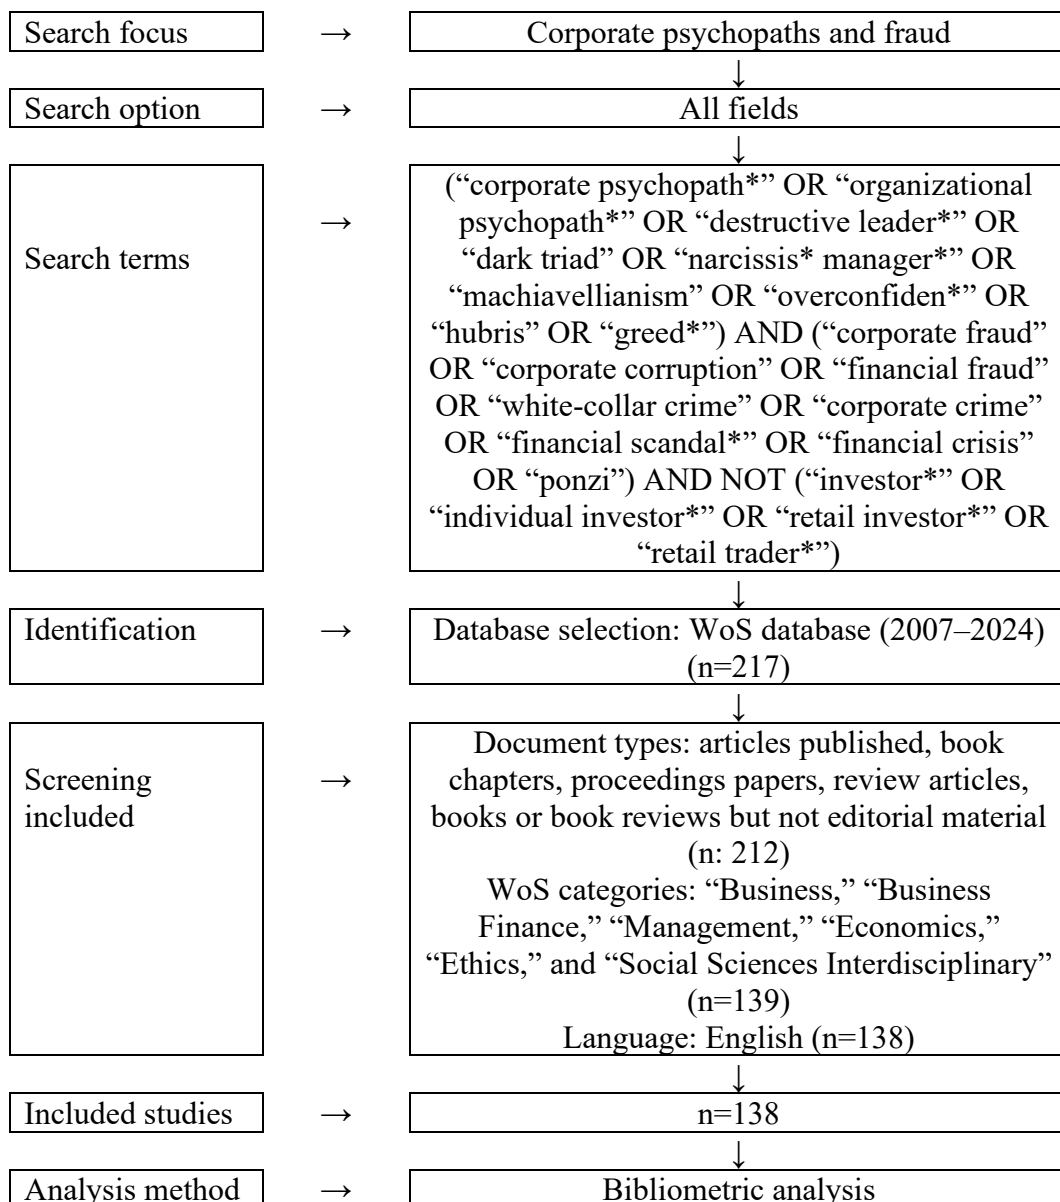 Search focus → Corporate psychopaths and fraud
↓
Search option → All fields
↓
Search terms →
(“corporate psychopath*” OR “organizational
psychopath*” OR “destructive leader*” OR
“dark triad” OR “narcissis* manager*” OR
“machiavellianism” OR “overconfiden*” OR
“hubris” OR “greed*”) AND (“corporate fraud”
OR “corporate corruption” OR “financial fraud”
OR “white-collar crime” OR “corporate crime”
OR “financial scandal*” OR “financial crisis”
OR “ponzi”) AND NOT (“investor*” OR
“individual investor*” OR “retail investor*” OR
“retail trader*”)
↓
Identification → Database selection: WoS database (2007–2024)
(n=217)
↓
Screening
included
→
Document types: articles published, book
chapters, proceedings papers, review articles,
books or book reviews but not editorial material
(n: 212)
WoS categories: “Business,” “Business
Finance,” “Management,” “Economics,”
“Ethics,” and “Social Sciences Interdisciplinary”
(n=139)
Language: English (n=138)
↓
Included studies → n=138
↓
Analysis method → Bibliometric analysis